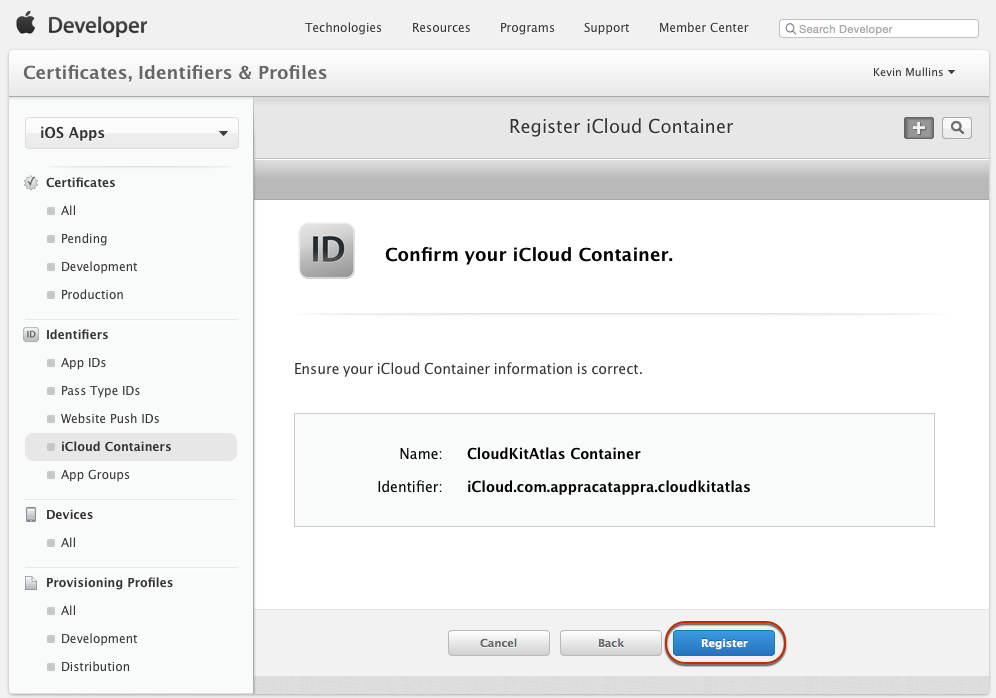 Developer
Technologies Resources Programs Support Member Center Search Developer
Certificates, Identifiers & Profiles Kevin Mullins
iOS Apps
Register iCloud Container
Certificates
All
Pending
Development
Production
ID Identifiers
App IDs
Pass Type IDs
Website Push IDs
iCloud Containers
App Groups
Devices
All
Provisioning Profiles
All
Development
Distribution
ID Confirm your iCloud Container.
Ensure your iCloud Container information is correct.
Name: CloudKitAtlas Container
Identifier: iCloud.com.appracatappra.cloudkitatlas
Cancel Back Register